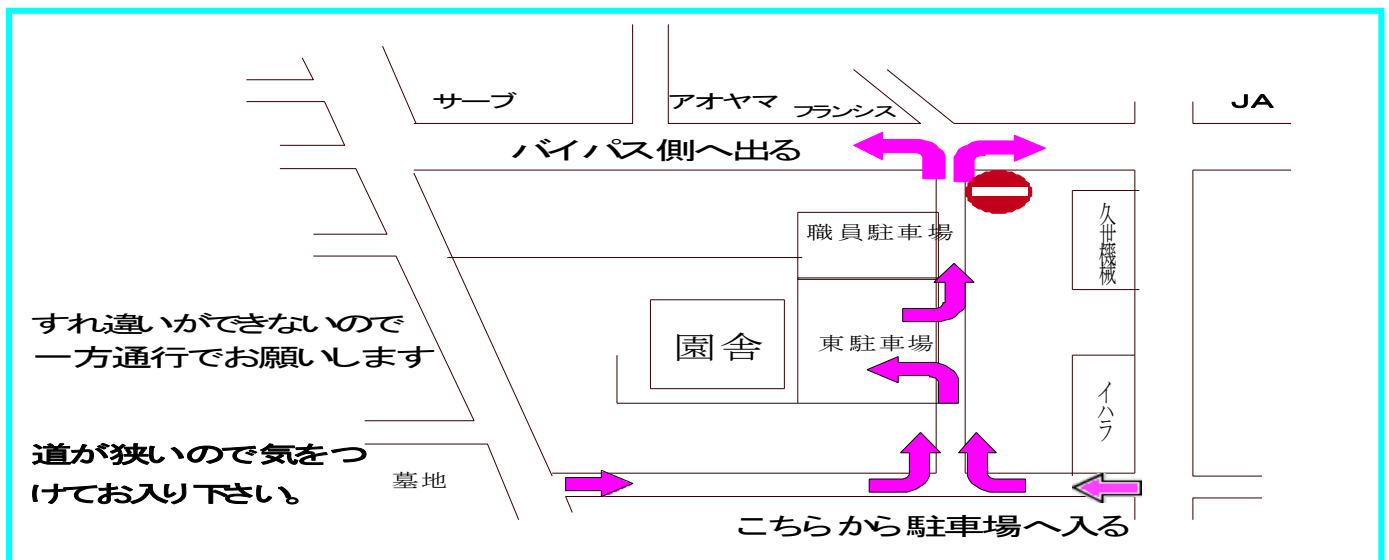 サーブ
アオヤマ
フランシス
JA
バイパス側へ出る
職員駐車場
久世機械
すれ違いができないので
一方通行でお願いします
園舎
東駐車場
イハラ
道が狭いので気をつ
けてお入り下さい。
墓地
こちらから駐車場へ入る